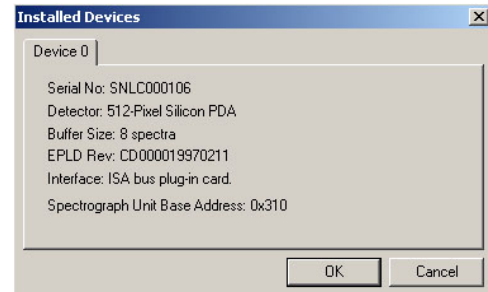 Installed Devices
Device 0
Serial No: SNLC000106
Detector: 512-Pixel Silicon PDA
Buffer Size: 8 spectra
EPLD Rev: CD000019970211
Interface: ISA bus plug-in card.
Spectrograph Unit Base Address: 0x310
OK Cancel